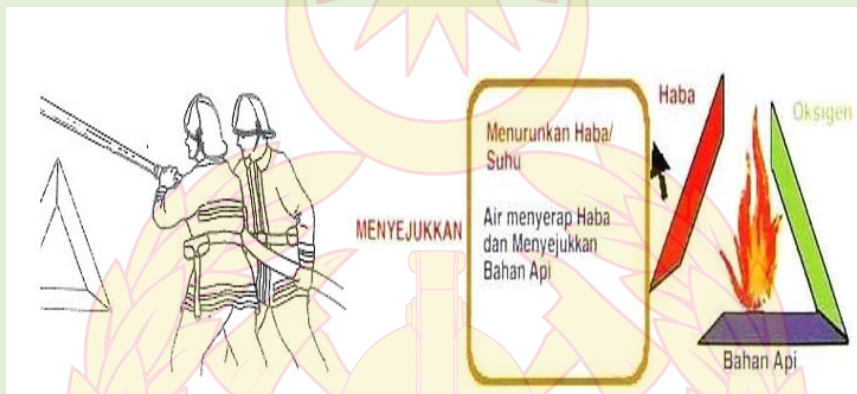 MENYEJUKKAN
Menurunkan Haba/
Suhu
Air menyerap Haba
dan Menyejukkan
Bahan Api
Haba
Oksigen
Bahan Api